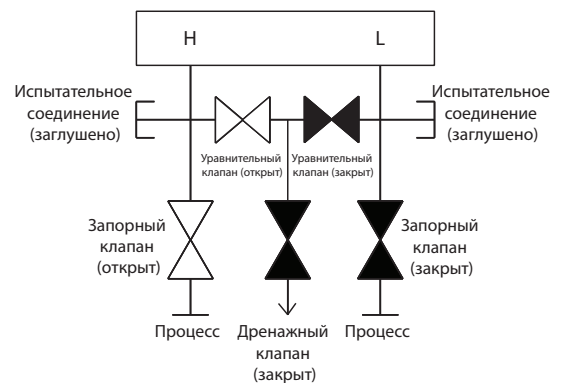 H
L
Испытательное
соединение
(заглушено)
Испытательное
соединение
(заглушено)
Уравнительный
клапан (открыт)
Уравнительный
клапан (закрыт)
Запорный
клапан
(открыт)
Запорный
клапан
(закрыт)
Процесс
Дренажный
клапан
(закрыт)
Процесс